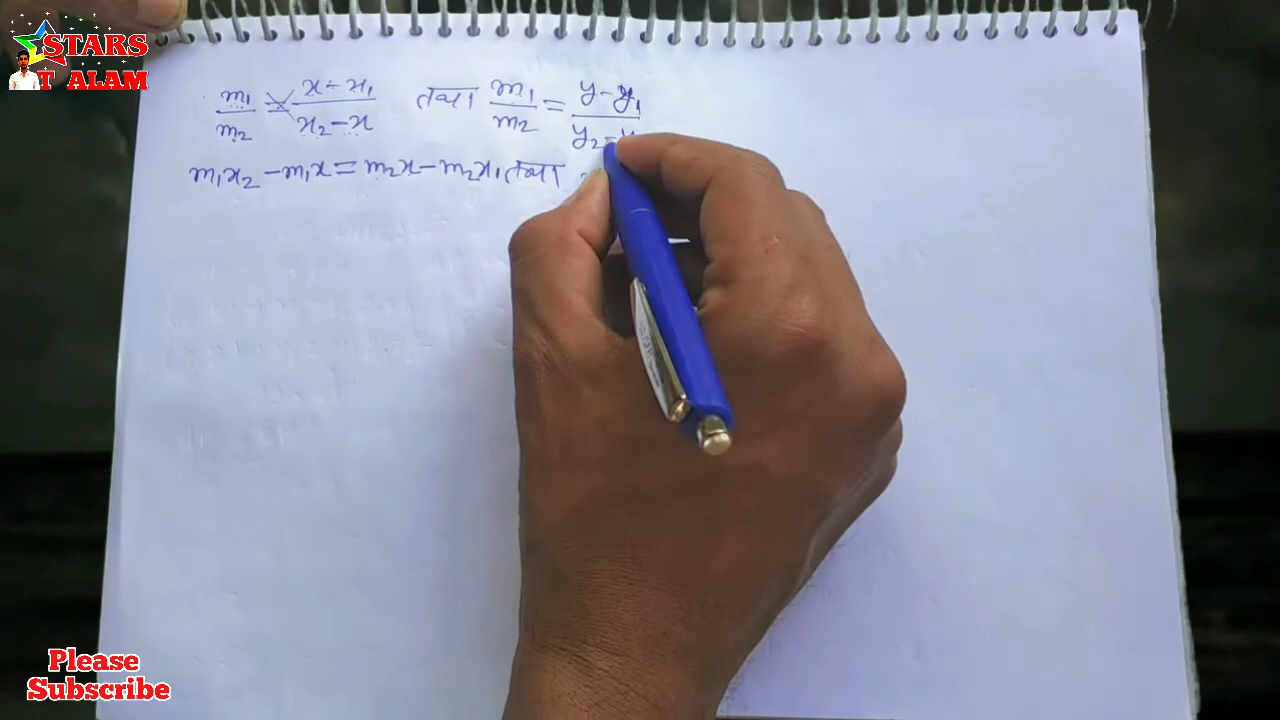 STARS
T ALAM
m₁/m₂ = x - x₁/x₂ - x तथा m₁/m₂ = y - y₁/y₂ -
m₁x₂ - m₁x = m₂x - m₂x₁ तथा
Please
Subscribe